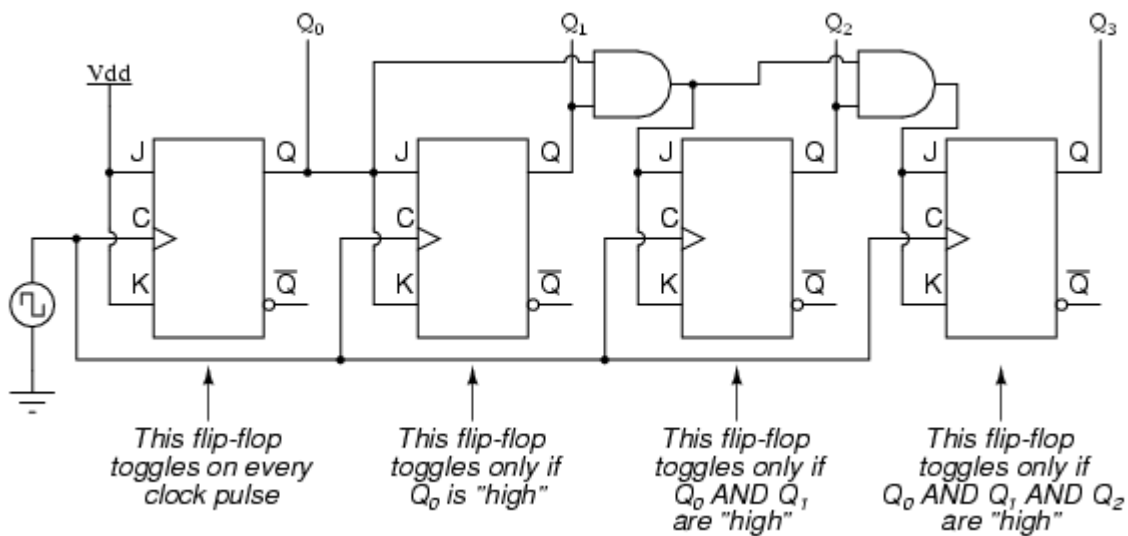 Q₀ Q₁ Q₂ Q₃
Vdd
J Q J Q J Q J Q
C C C C
K Q̅ K Q̅ K Q̅ K Q̅
This flip-flop
toggles on every
clock pulse
This flip-flop
toggles only if
Q₀ is "high"
This flip-flop
toggles only if
Q₀ AND Q₁
are "high"
This flip-flop
toggles only if
Q₀ AND Q₁ AND Q₂
are "high"